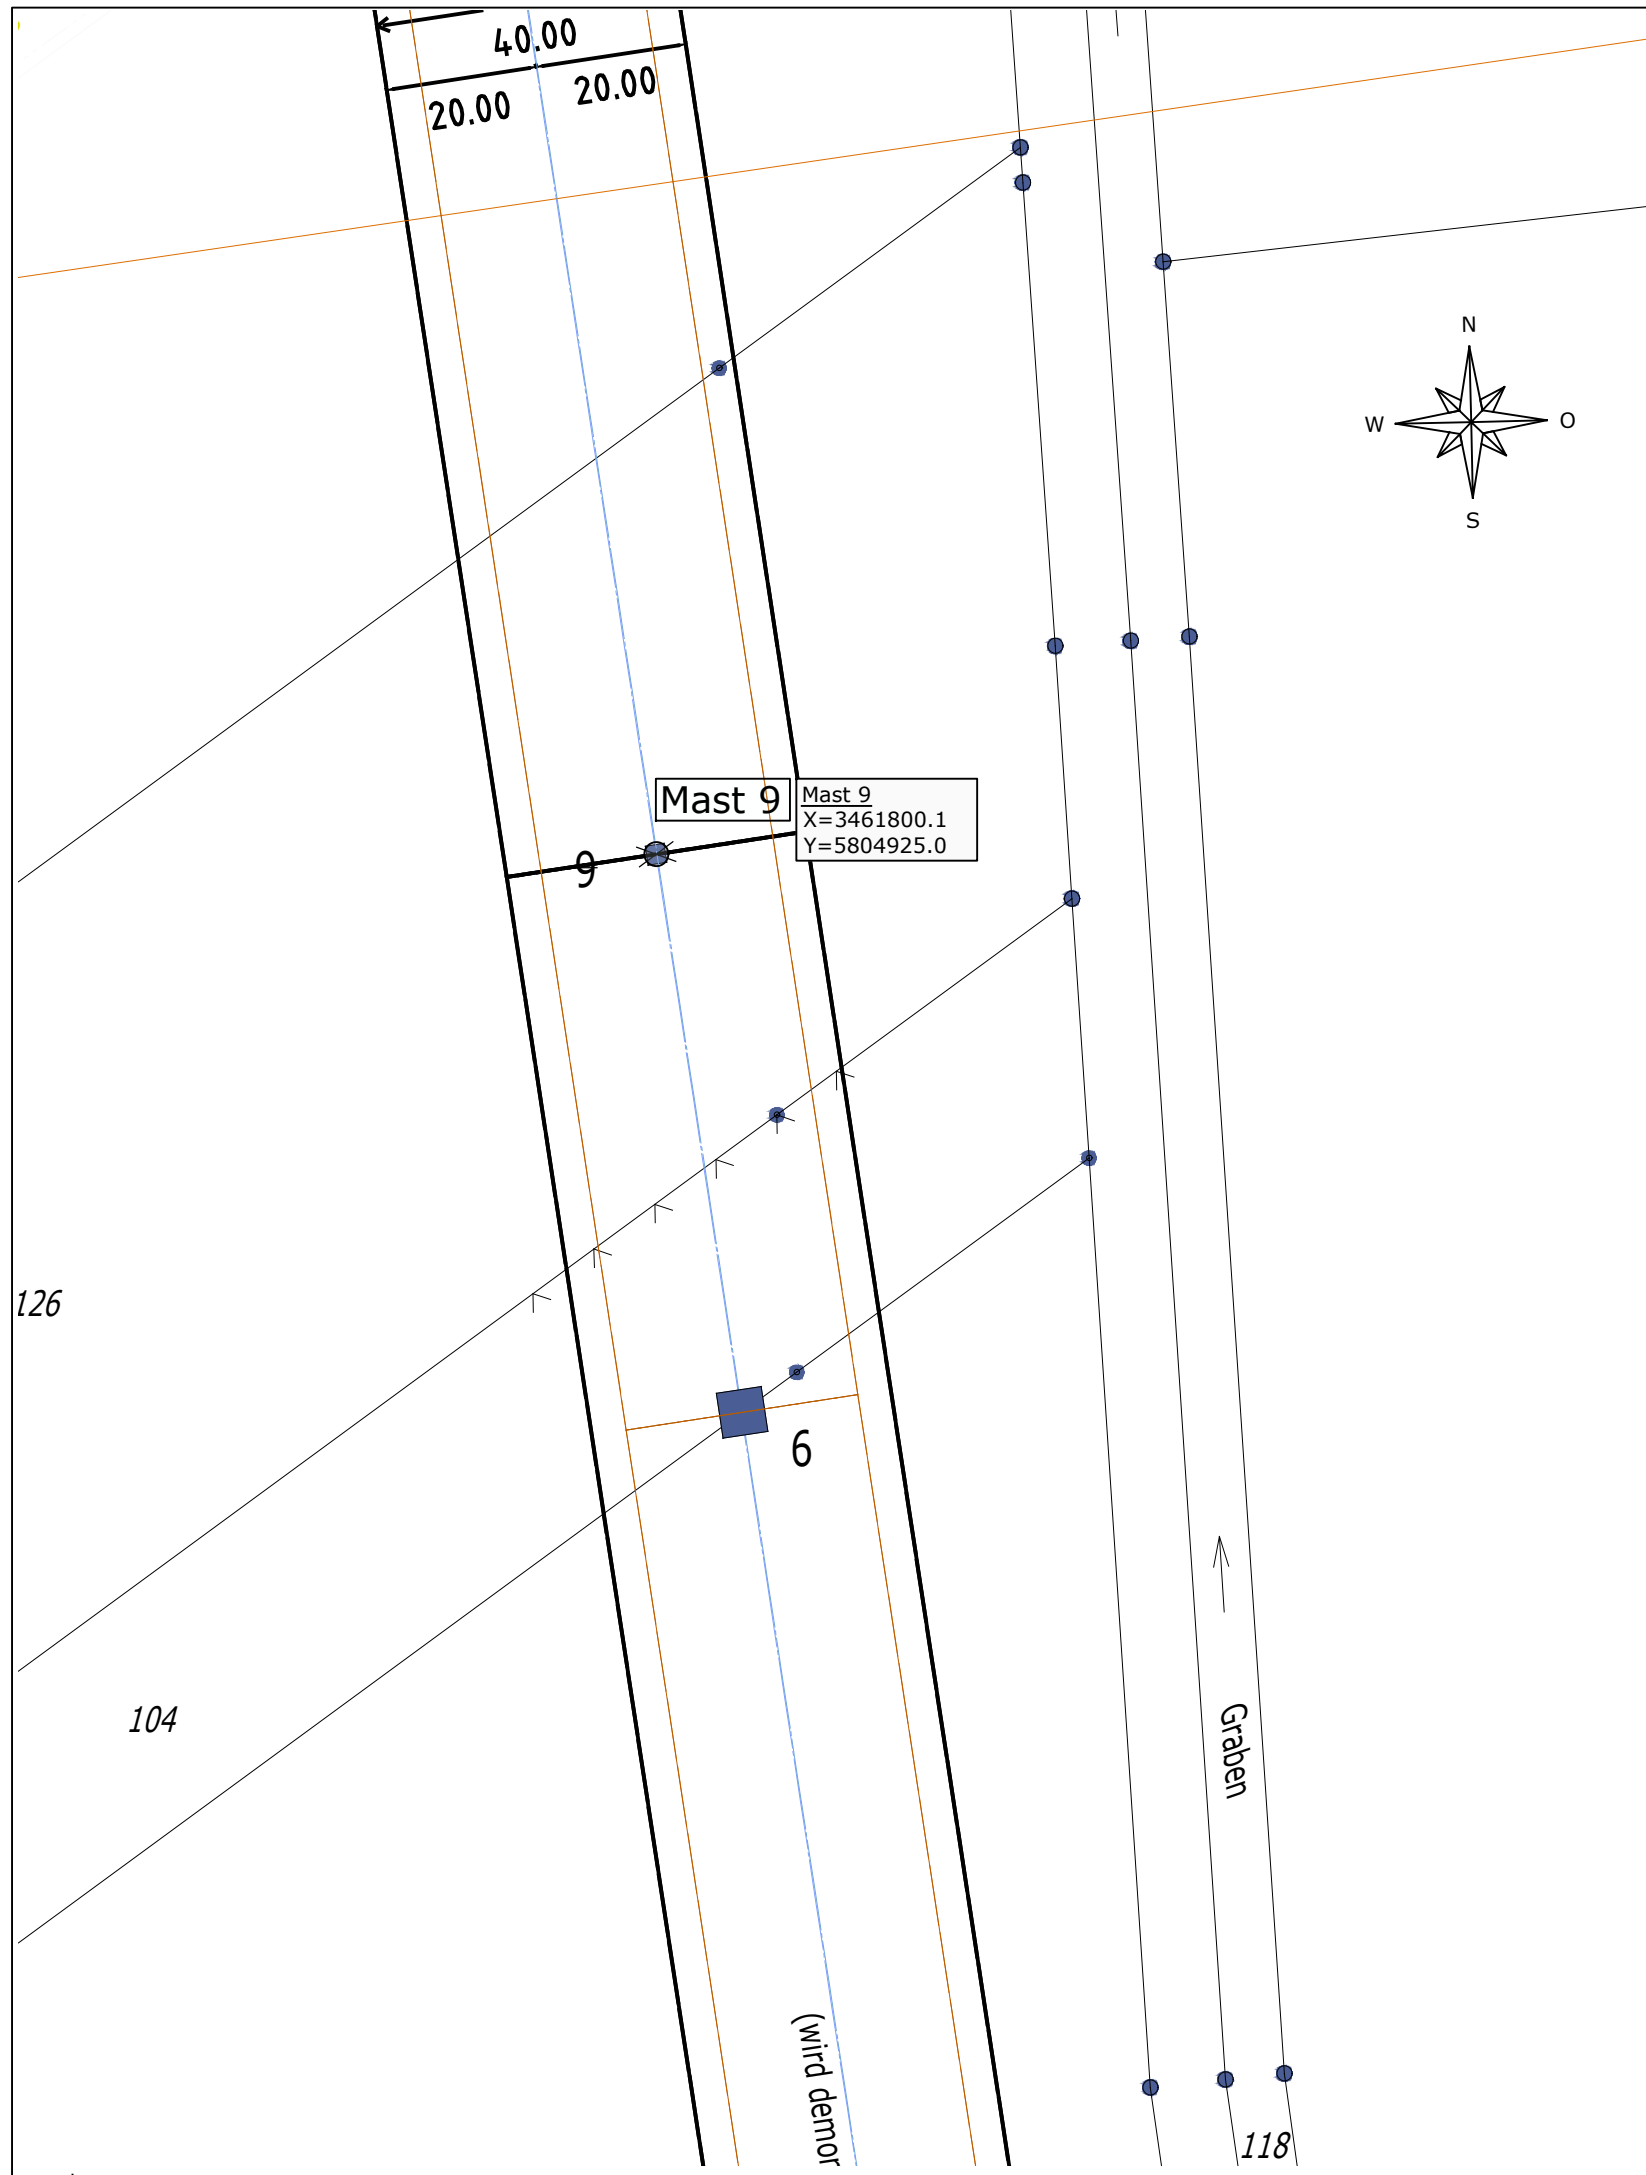 40.00
20.00
20.00
N
W
O
S
Mast 9
Mast 9
X=3461800.1
Y=5804925.0
9
126
6
104
Graben
(wird demon
118